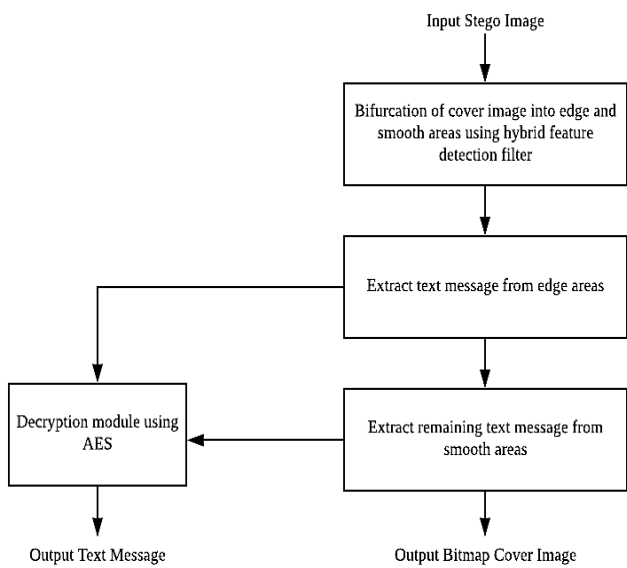 Input Stego Image
Bifurcation of cover image into edge and
smooth areas using hybrid feature
detection filter
Extract text message from edge areas
Decryption module using
AES
Extract remaining text message from
smooth areas
Output Text Message
Output Bitmap Cover Image